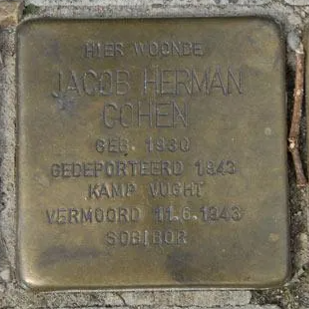 HIER WOONDE
JACOB HERMAN
COHEN
GEB. 1930
GEDEPORTEERD 1943
KAMP VUGHT
VERMOORD 11.6.1943
SOBIBOR